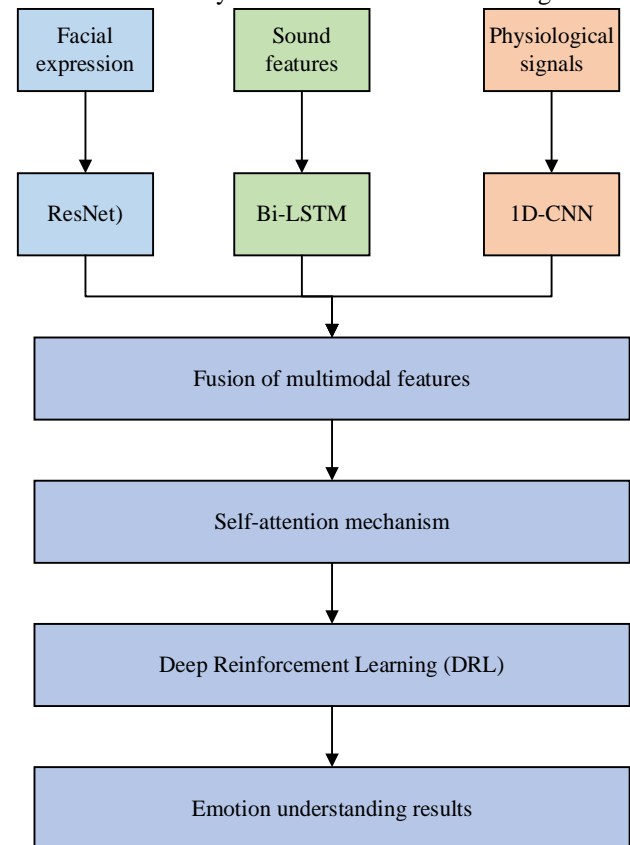 Facial
expression
Sound
features
Physiological
signals
ResNet)
Bi-LSTM
1D-CNN
Fusion of multimodal features
Self-attention mechanism
Deep Reinforcement Learning (DRL)
Emotion understanding results